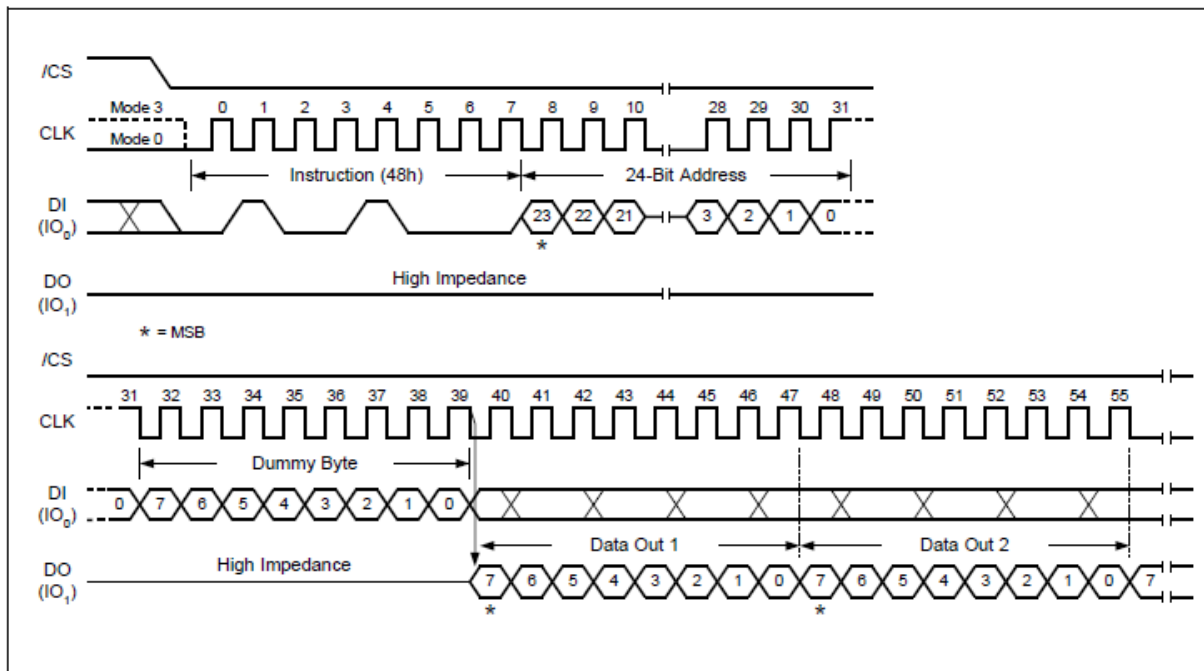 /CS
Mode 3 0 1 2 3 4 5 6 7 8 9 10 28 29 30 31
CLK
Mode 0
Instruction (48h) 24-Bit Address
DI
(IO0) 23 22 21 3 2 1 0
*
High Impedance
DO
(IO1)
* = MSB
/CS
31 32 33 34 35 36 37 38 39 40 41 42 43 44 45 46 47 48 49 50 51 52 53 54 55
CLK
Dummy Byte
DI
(IO0) 0 7 6 5 4 3 2 1 0
Data Out 1 Data Out 2
High Impedance
DO
(IO1) 7 6 5 4 3 2 1 0 7 6 5 4 3 2 1 0 7
* *